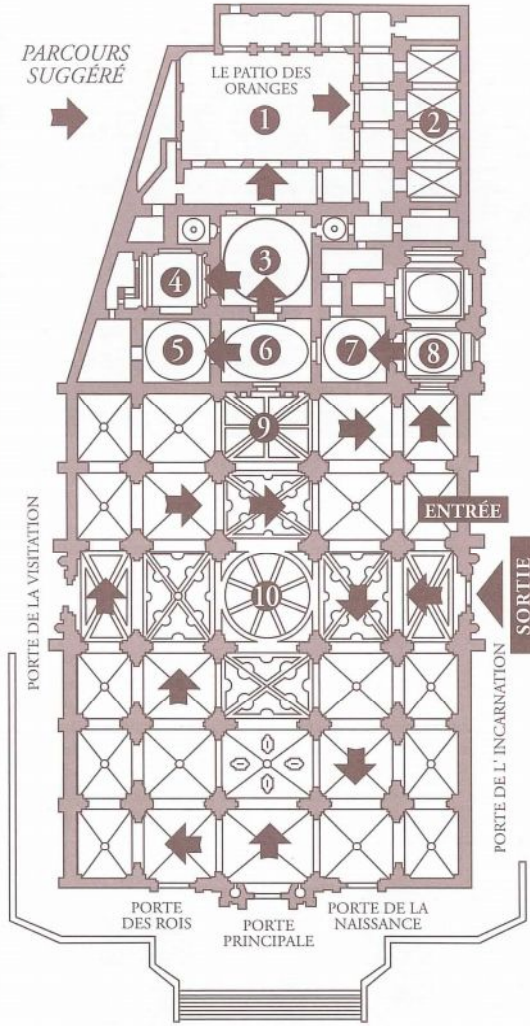 PARCOURS
SUGGÉRÉ
LE PATIO DES
ORANGES
1
2
3
4
5
6
7
8
9
ENTRÉE
SORTIE
PORTE DE LA VISITATION
10
PORTE DE L' INCARNATION
PORTE
DES ROIS
PORTE
PRINCIPALE
PORTE DE LA
NAISSANCE